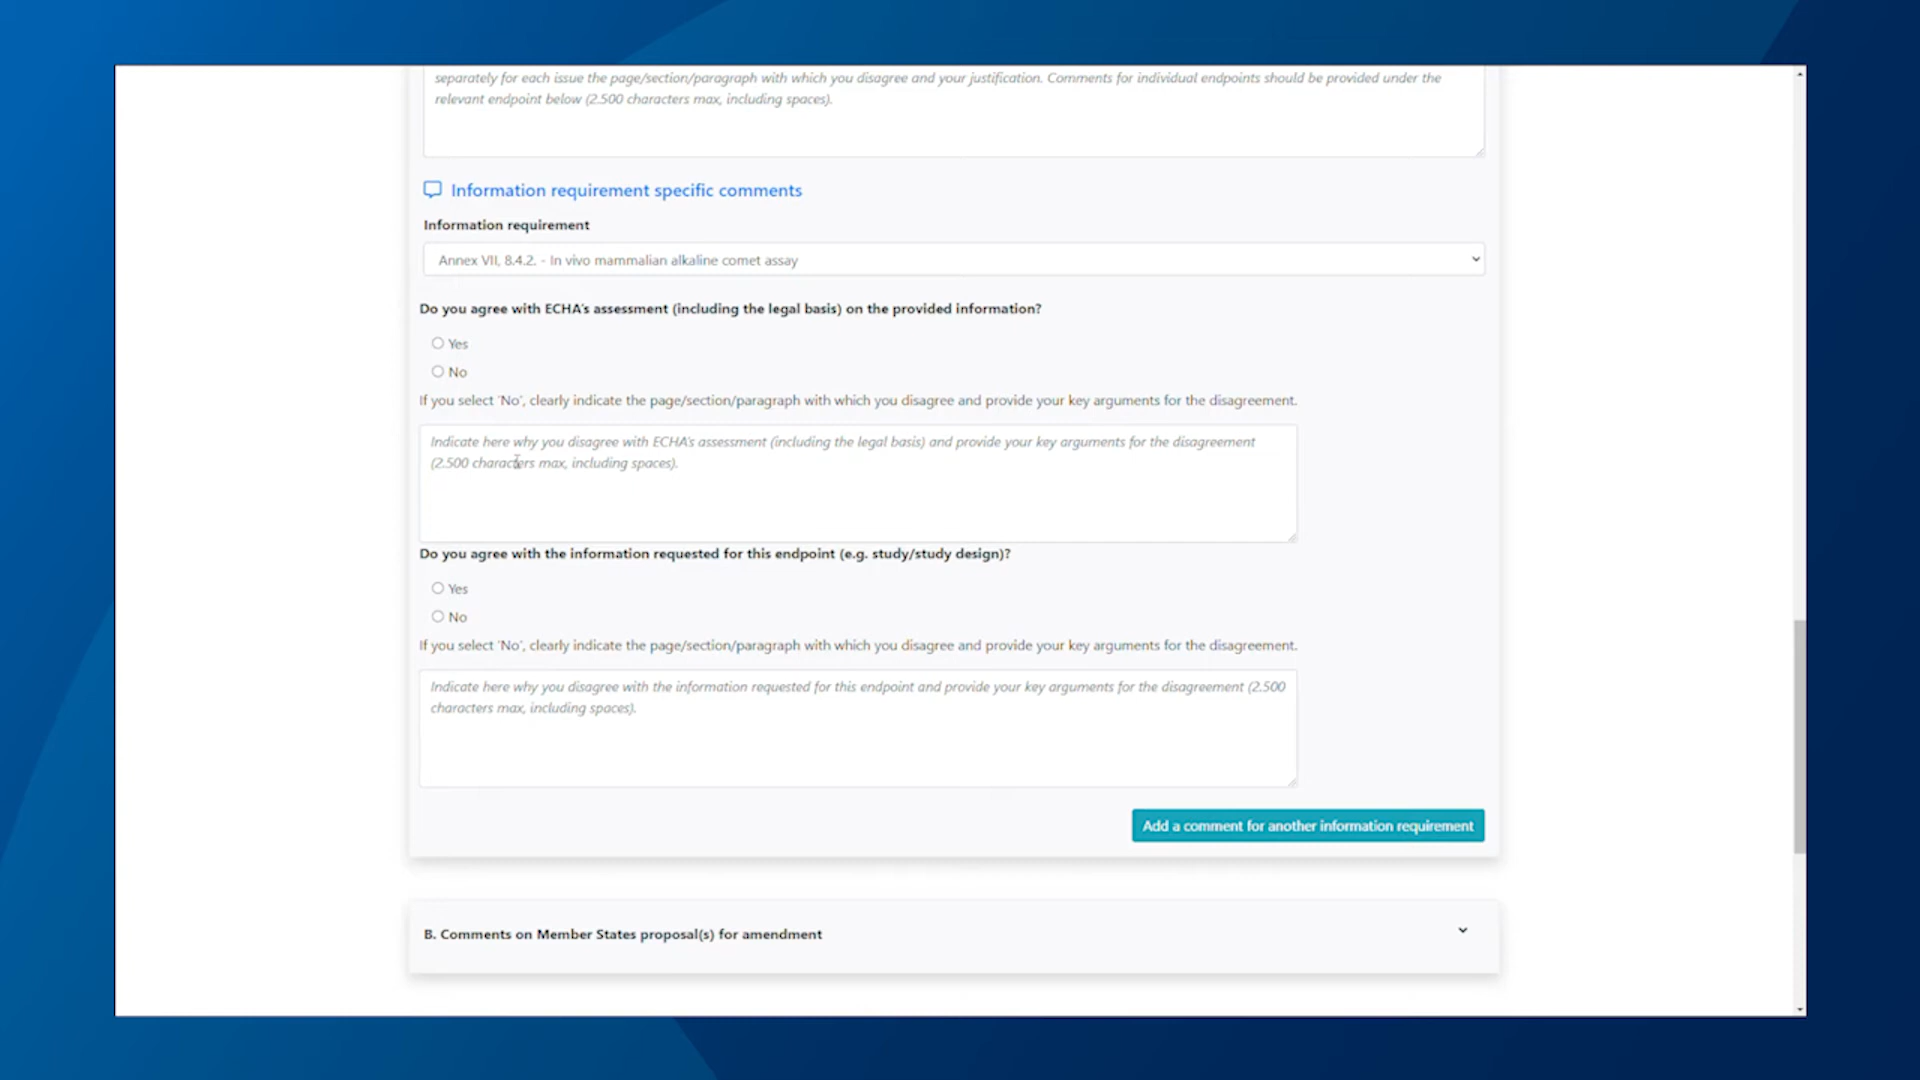 separately for each issue the page/section/paragraph with which you disagree and your justification. Comments for individual endpoints should be provided under the
relevant endpoint below (2.500 characters max, including spaces).
Information requirement specific comments
Information requirement
Annex VII, 8.4.2. - In vivo mammalian alkaline comet assay
Do you agree with ECHA's assessment (including the legal basis) on the provided information?
Yes
No
If you select 'No', clearly indicate the page/section/paragraph with which you disagree and provide your key arguments for the disagreement.
Indicate here why you disagree with ECHA's assessment (including the legal basis) and provide your key arguments for the disagreement
(2.500 characters max, including spaces).
Do you agree with the information requested for this endpoint (e.g. study/study design)?
Yes
No
If you select 'No', clearly indicate the page/section/paragraph with which you disagree and provide your key arguments for the disagreement.
Indicate here why you disagree with the information requested for this endpoint and provide your key arguments for the disagreement (2.500
characters max, including spaces).
Add a comment for another information requirement
B. Comments on Member States proposal(s) for amendment